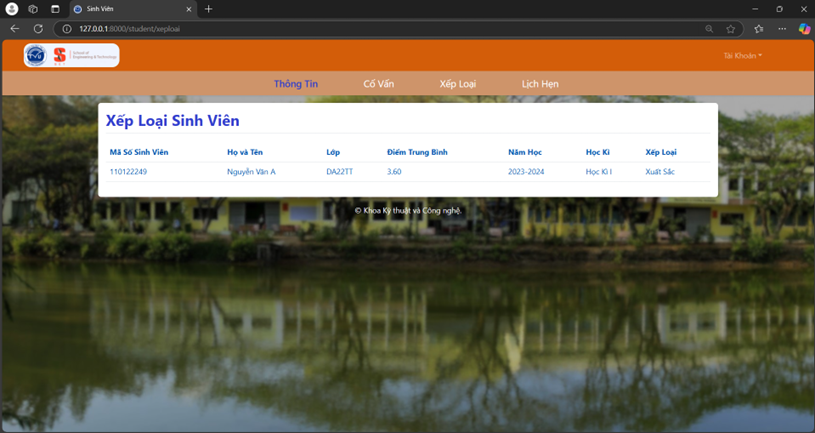 Sinh Viên
127.0.0.1:8000/student/xeploai
TVU
School of
Engineering & Technology
Tài Khoản
Thông Tin Cố Vấn Xếp Loại Lịch Hẹn
Xếp Loại Sinh Viên
Mã Số Sinh Viên Họ và Tên Lớp Điểm Trung Bình Năm Học Học Kì Xếp Loại
110122249 Nguyễn Văn A DA22TT 3,60 2023-2024 Học Kì I Xuất Sắc
© Khoa Kỹ thuật và Công nghệ.